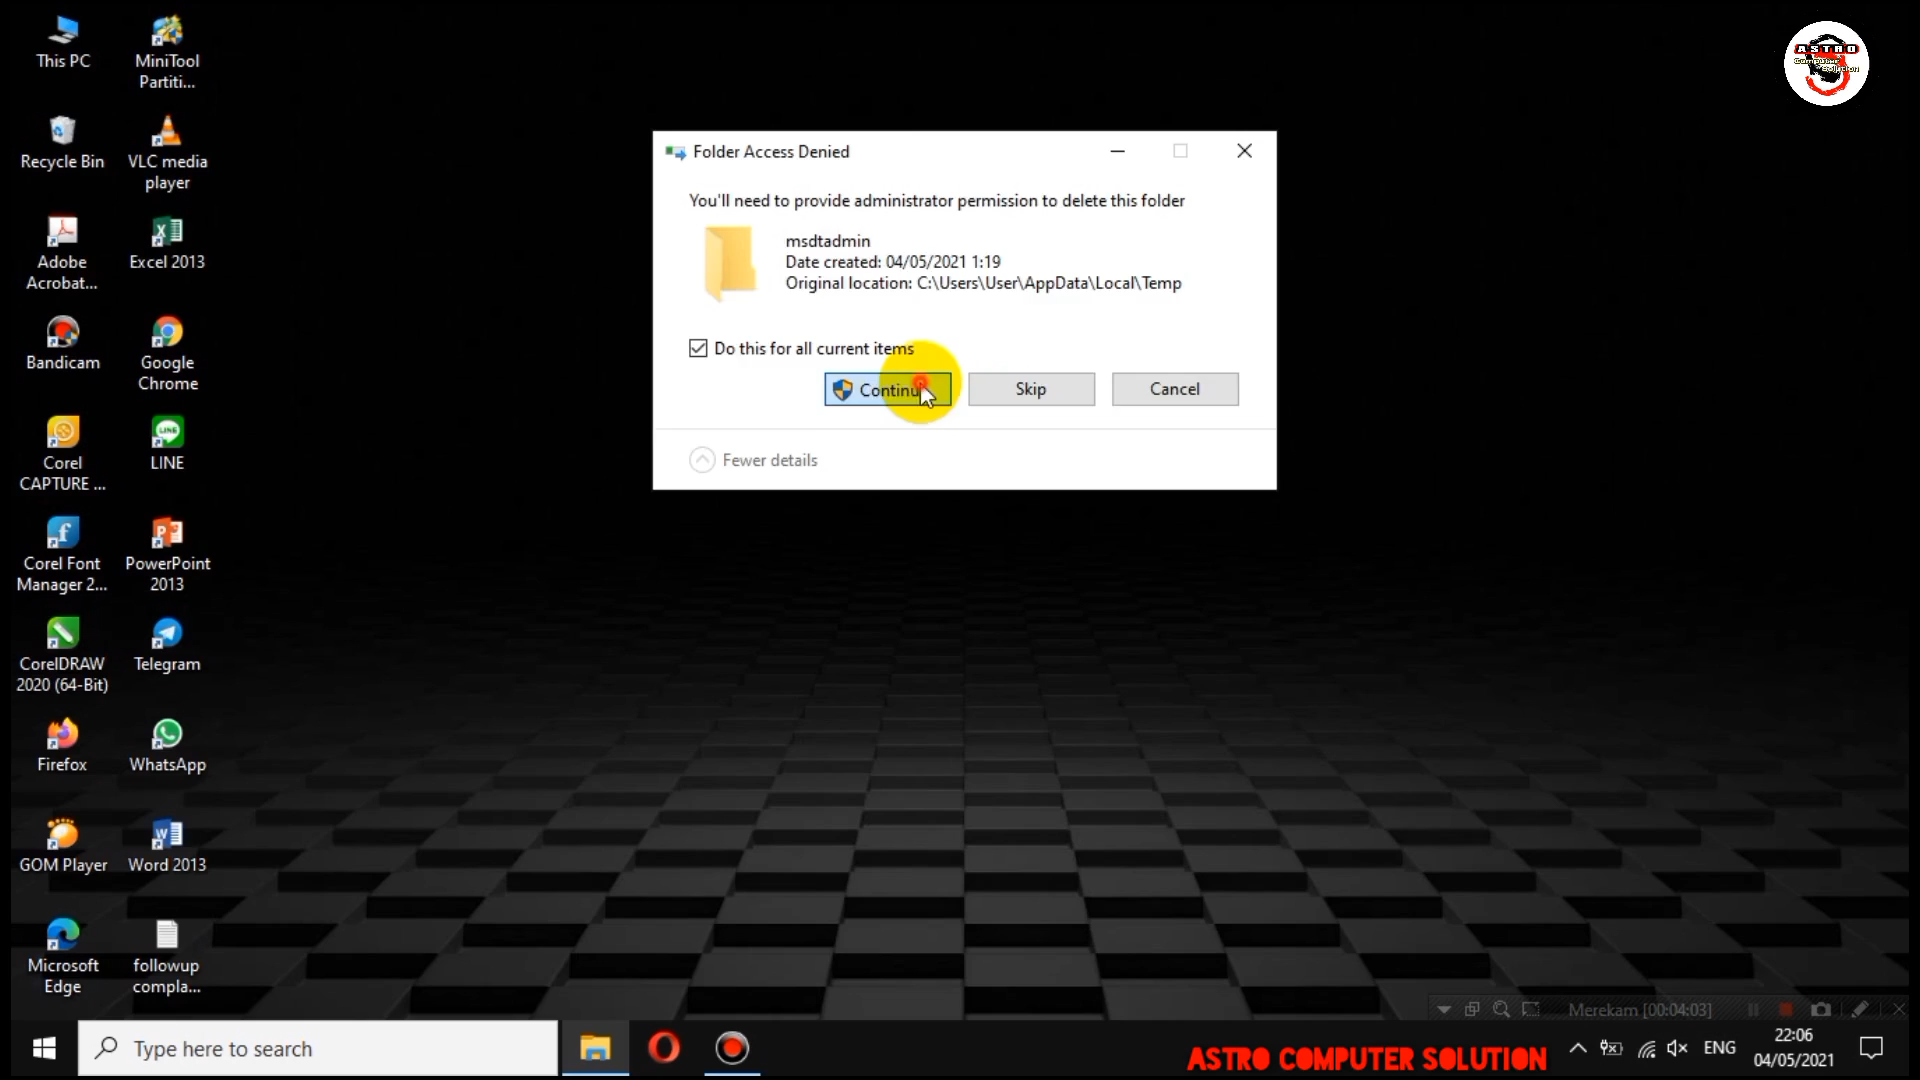 This PC
MiniTool
Partiti...
Recycle Bin
VLC media
player
Adobe
Acrobat...
Excel 2013
Bandicam
Google
Chrome
Corel
CAPTURE ...
LINE
Corel Font
Manager 2...
PowerPoint
2013
CorelDRAW
2020 (64-Bit)
Telegram
Firefox
WhatsApp
GOM Player
Word 2013
Microsoft
Edge
followup
compla...
ASTRO
Computer
Solution
Folder Access Denied
You'll need to provide administrator permission to delete this folder
msdtadmin
Date created: 04/05/2021 1:19
Original location: C:\Users\User\AppData\Local\Temp
Do this for all current items
Continu
Skip
Cancel
Fewer details
Merekam [00:04:03]
Type here to search
ASTRO COMPUTER SOLUTION
ENG
22:06
04/05/2021